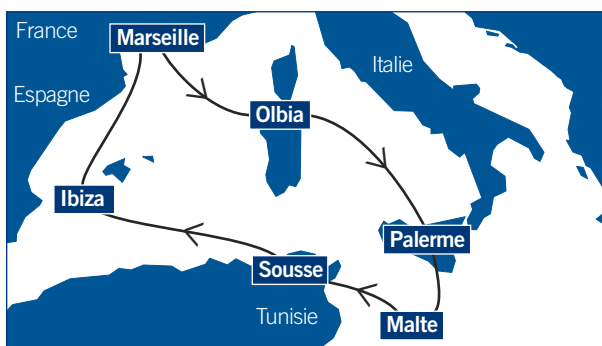 France
Marseille
Italie
Espagne
Olbia
Ibiza
Palerme
Sousse
Tunisie
Malte